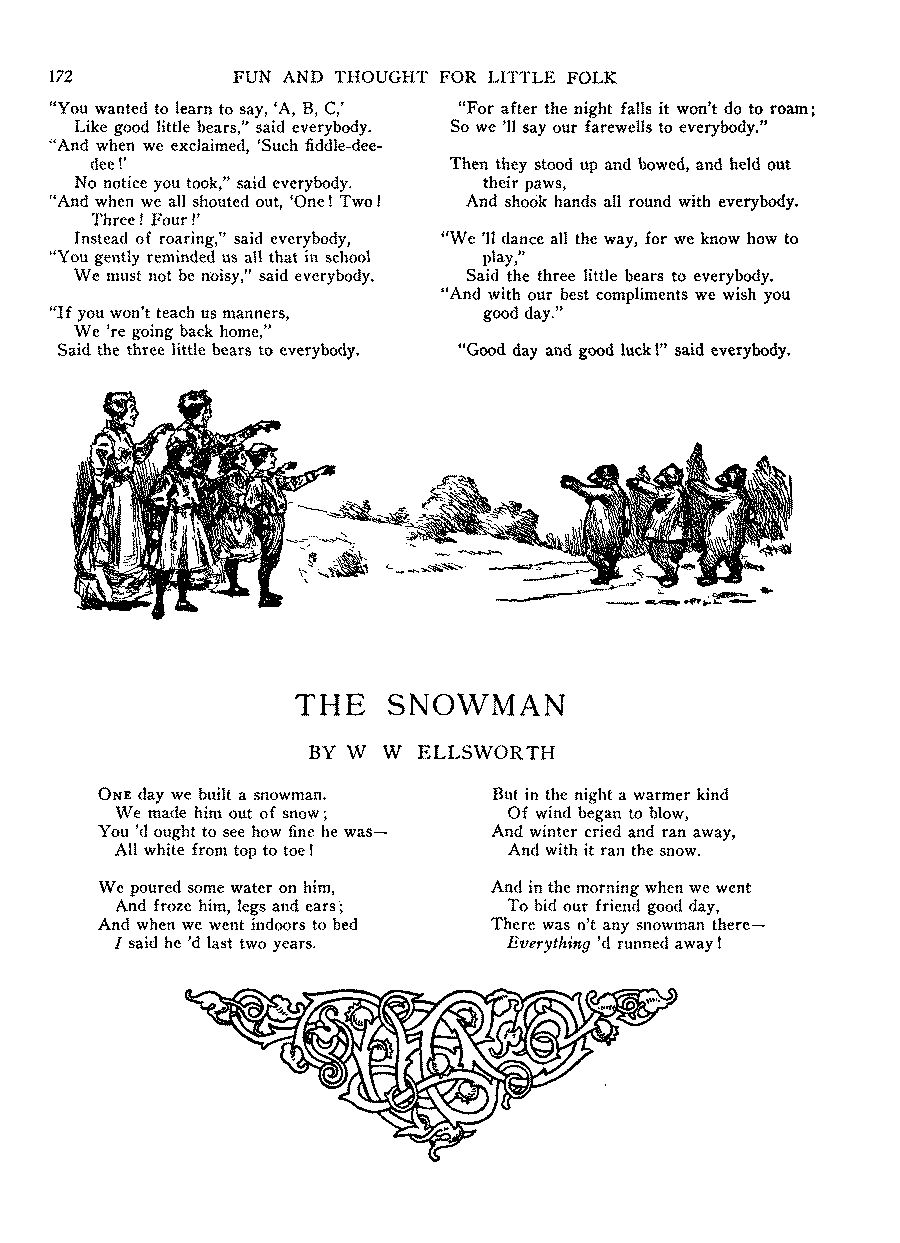 172 FUN AND THOUGHT FOR LITTLE FOLK
"You wanted to learn to say, 'A, B, C,'
Like good little bears," said everybody.
"And when we exclaimed, 'Such fiddle-dee-
dee!'
No notice you took," said everybody.
"And when we all shouted out, 'One! Two!
Three! Four!'
Instead of roaring," said everybody,
"You gently reminded us all that in school
We must not be noisy," said everybody.
"If you won't teach us manners,
We 're going back home,"
Said the three little bears to everybody.
"For after the night falls it won't do to roam;
So we 'll say our farewells to everybody."
Then they stood up and bowed, and held out
their paws,
And shook hands all round with everybody.
"We 'll dance all the way, for we know how to
play,"
Said the three little bears to everybody.
"And with our best compliments we wish you
good day."
"Good day and good luck!" said everybody.
THE SNOWMAN
BY W W ELLSWORTH
ONE day we built a snowman.
We made him out of snow;
You 'd ought to see how fine he was—
All white from top to toe!
We poured some water on him,
And froze him, legs and ears;
And when we went indoors to bed
I said he 'd last two years.
But in the night a warmer kind
Of wind began to blow,
And winter cried and ran away,
And with it ran the snow.
And in the morning when we went
To bid our friend good day,
There was n't any snowman there—
Everything 'd runned away!